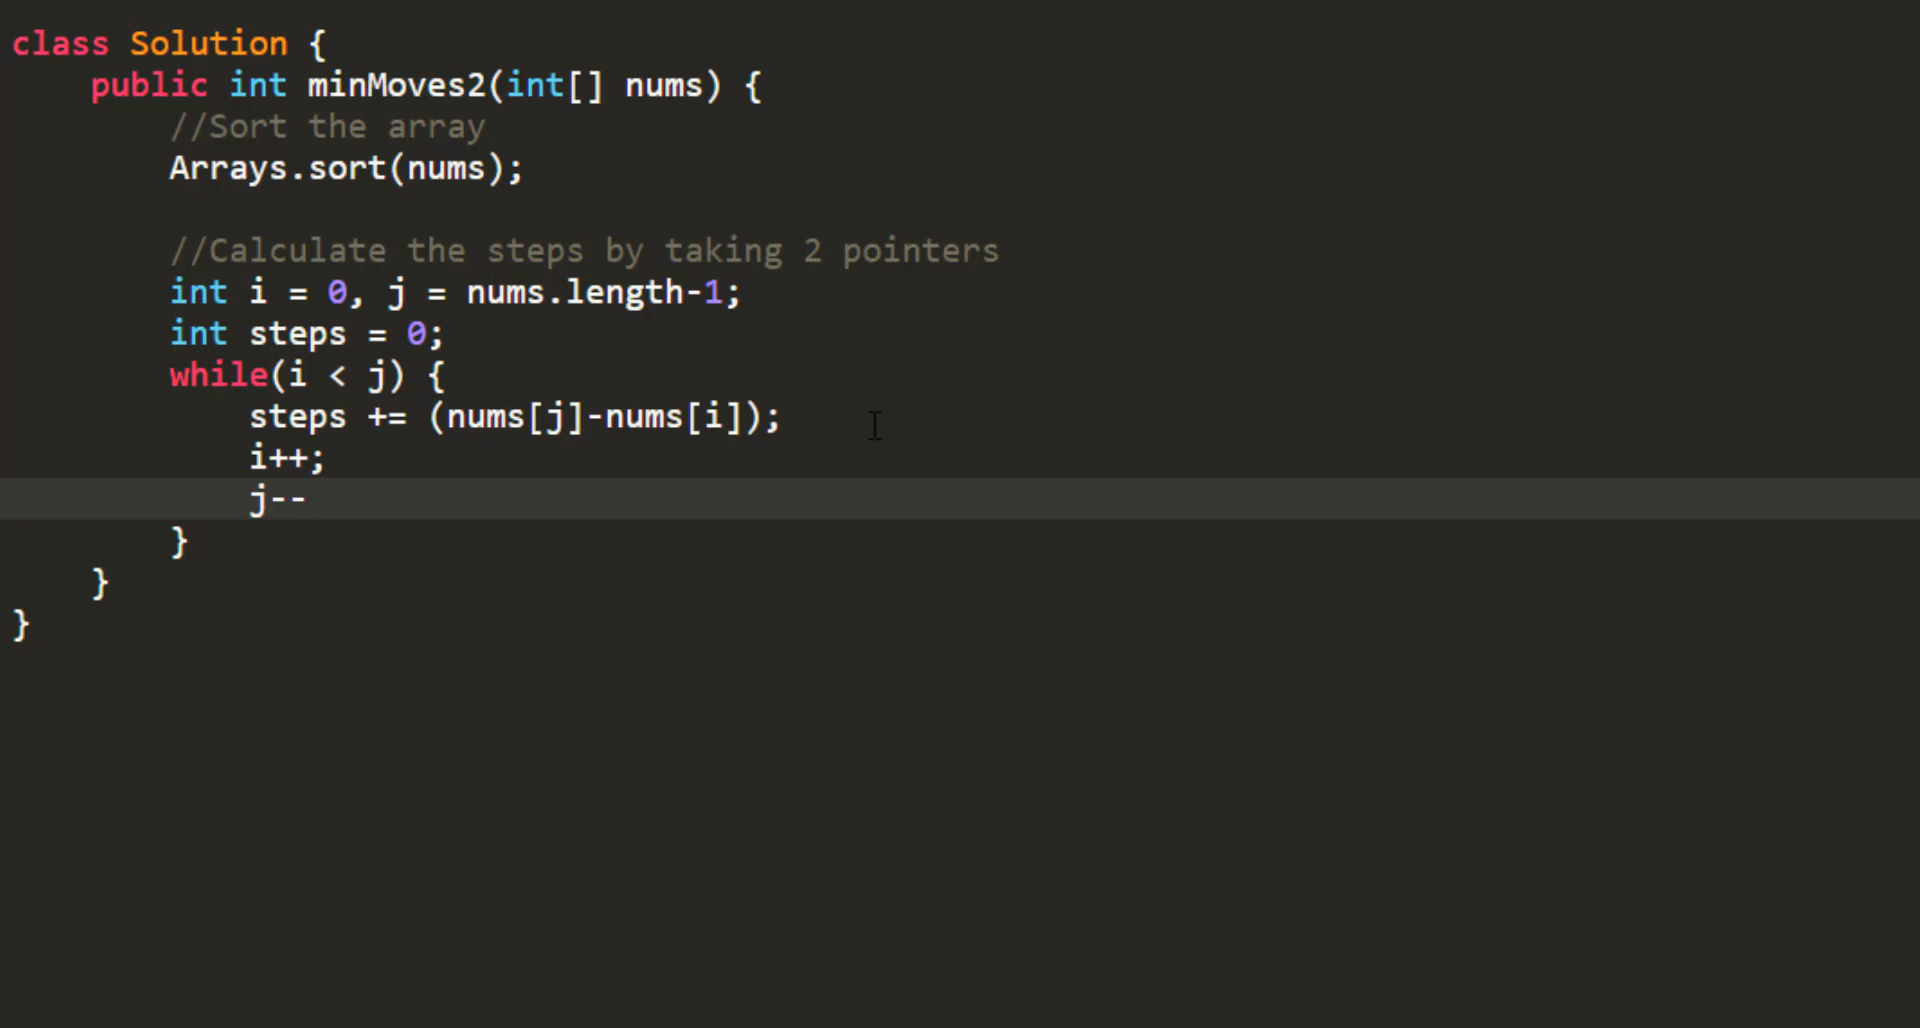 class Solution {
    public int minMoves2(int[] nums) {
        //Sort the array
        Arrays.sort(nums);

        //Calculate the steps by taking 2 pointers
        int i = 0, j = nums.length-1;
        int steps = 0;
        while(i < j) {
            steps += (nums[j]-nums[i]);
            i++;
            j--
        }
    }
}